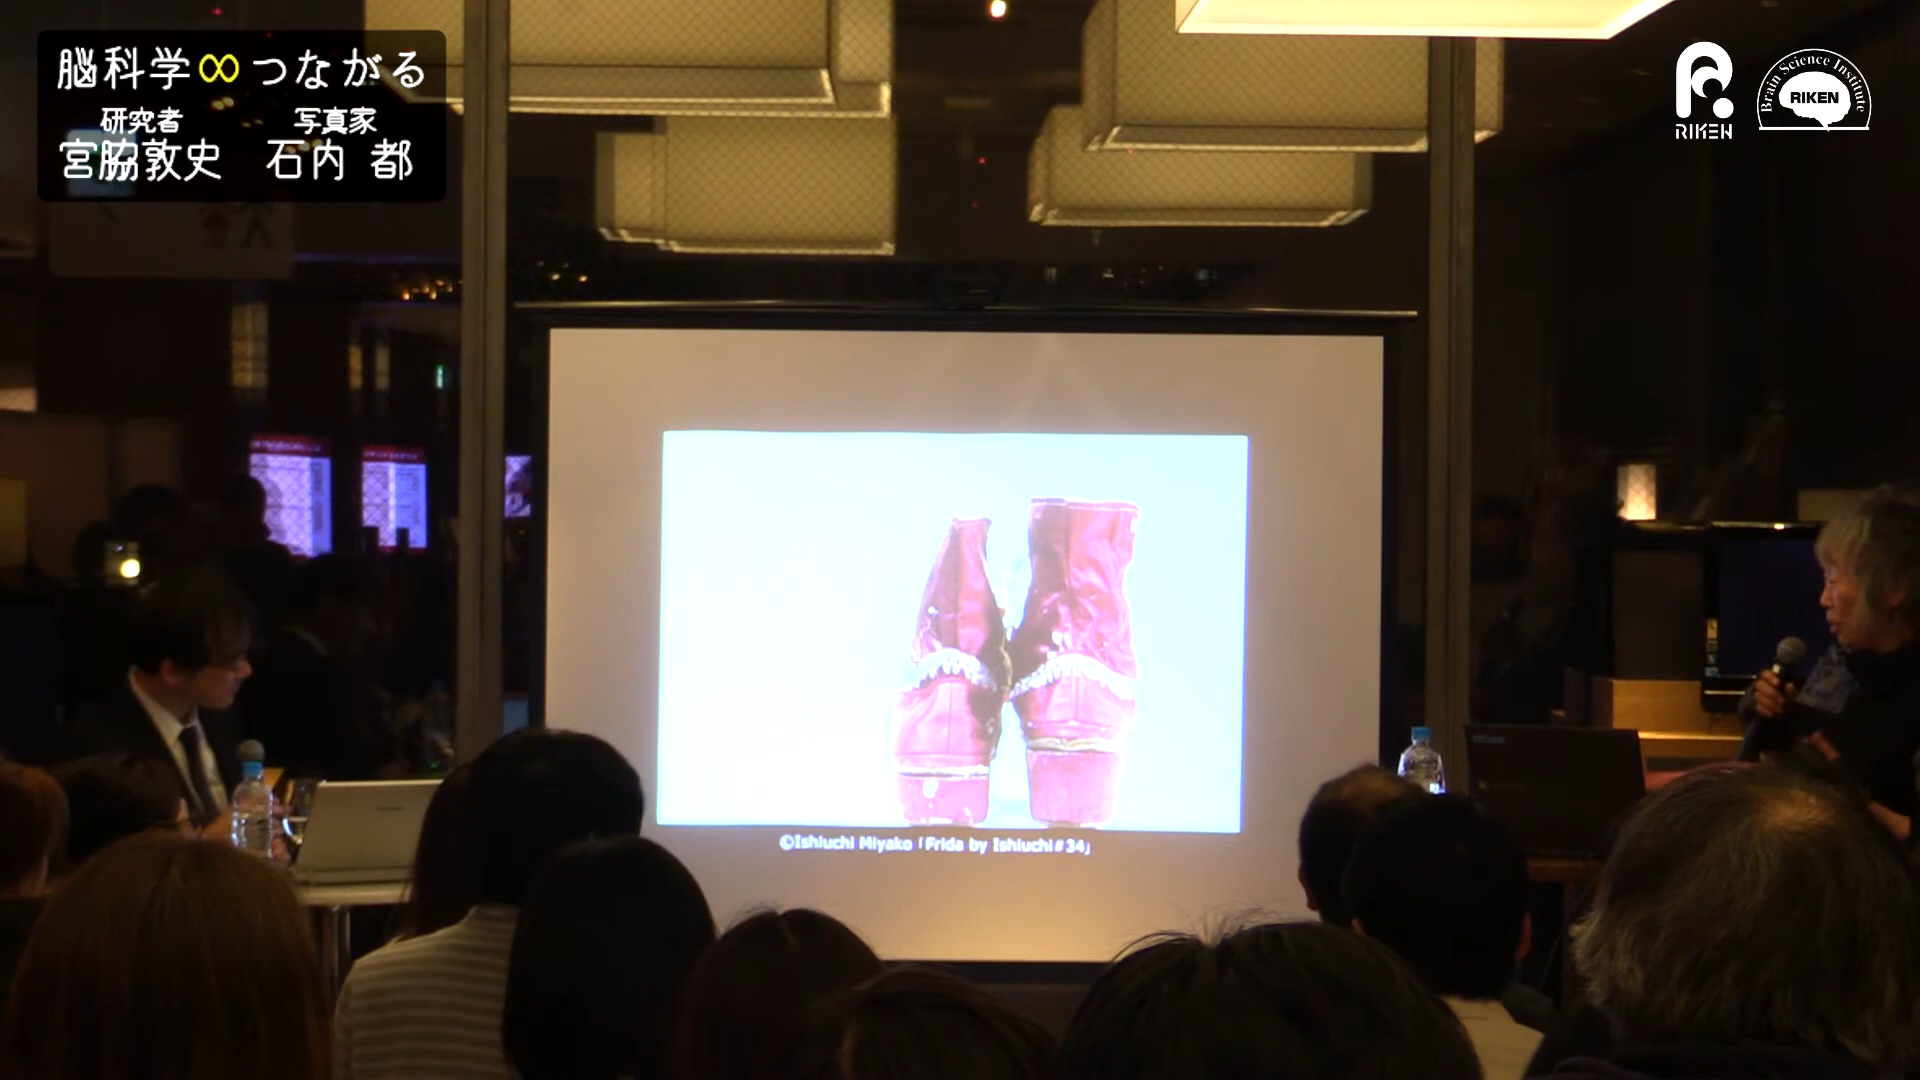 脳科学∞つながる
研究者 写真家
宮脇敦史 石内 都
RIKEN
Brain Science Institute
RIKEN
©Ishiuchi Miyako「Frida by Ishiuchi#34」